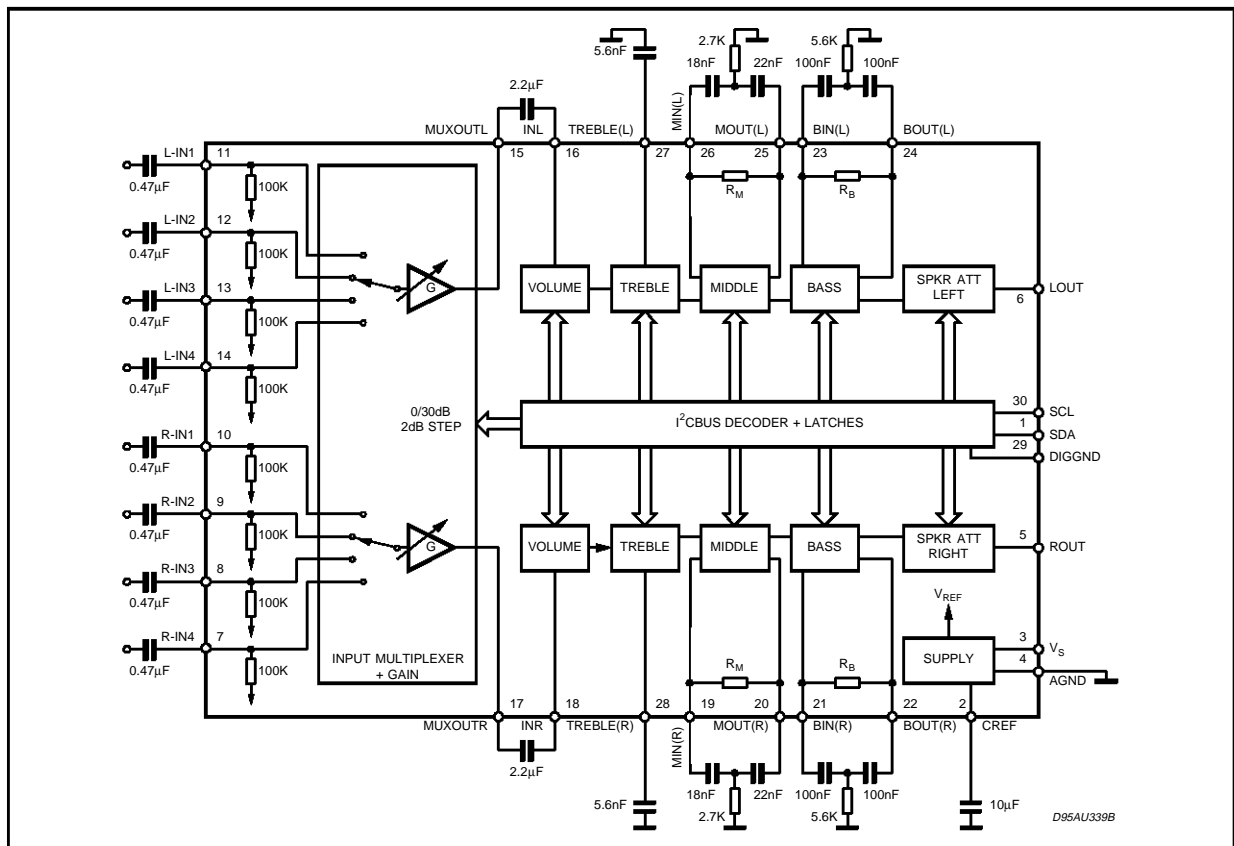 5.6nF
2.7K
5.6K
18nF
22nF
100nF
100nF
2.2µF
MUXOUTL
INL
TREBLE(L)
MIN(L)
MOUT(L)
BIN(L)
BOUT(L)
15
16
27
26
25
23
24
L-IN1
11
0.47µF
100K
L-IN2
12
0.47µF
100K
L-IN3
13
0.47µF
100K
L-IN4
14
0.47µF
100K
G
RM
RB
VOLUME
TREBLE
MIDDLE
BASS
SPKR ATT
LEFT
6
LOUT
0/30dB
2dB STEP
I2CBUS DECODER + LATCHES
30
SCL
1
SDA
29
DIGGND
R-IN1
10
0.47µF
100K
R-IN2
9
0.47µF
100K
R-IN3
8
0.47µF
100K
R-IN4
7
0.47µF
100K
G
INPUT MULTIPLEXER
+ GAIN
VOLUME
TREBLE
MIDDLE
BASS
SPKR ATT
RIGHT
5
ROUT
VREF
SUPPLY
3
VS
4
AGND
RM
RB
17
18
28
19
20
21
22
2
MUXOUTR
INR
TREBLE(R)
MIN(R)
MOUT(R)
BIN(R)
BOUT(R)
CREF
2.2µF
5.6nF
18nF
22nF
2.7K
100nF
100nF
5.6K
10µF
D95AU339B